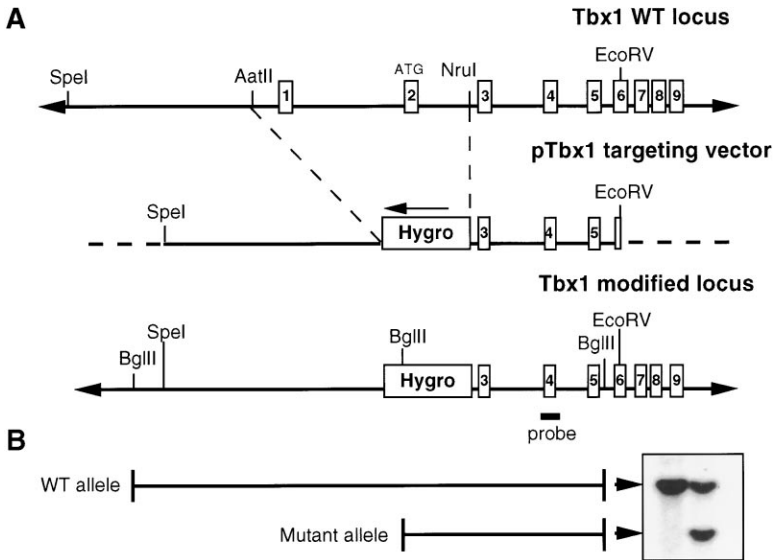 A
Tbx1 WT locus
EcoRV
SpeI AatII ATG NruI
1 2 3 4 5 6 7 8 9
pTbx1 targeting vector
EcoRV
SpeI
Hygro 3 4 5
Tbx1 modified locus
EcoRV
SpeI BglII BglII
BglII
Hygro 3 4 5 6 7 8 9
probe
B
WT allele
Mutant allele